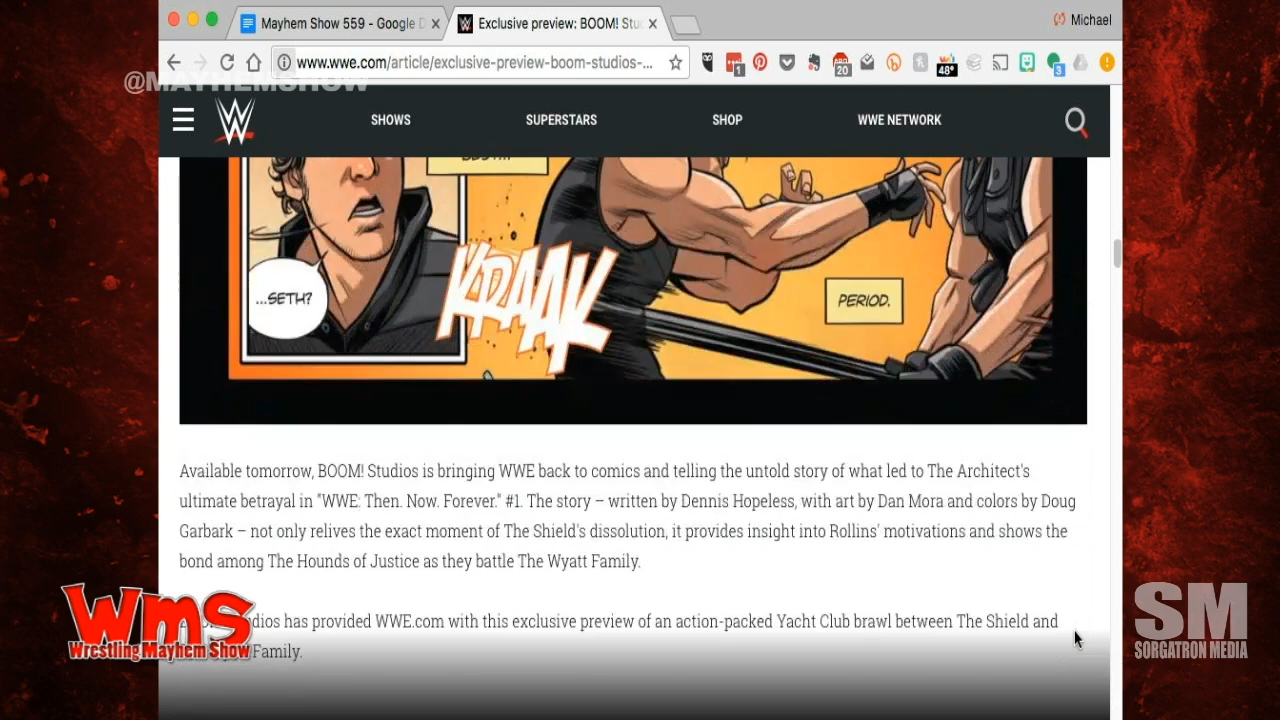 Mayhem Show 559 - Google D
Exclusive preview: BOOM! Stu
Michael
www.wwe.com/article/exclusive-preview-boom-studios-...
1
20
48°
3
@MAYHEMSHOW
W
SHOWS
SUPERSTARS
SHOP
WWE NETWORK
...SETH?
KRAAK
PERIOD.
Available tomorrow, BOOM! Studios is bringing WWE back to comics and telling the untold story of what led to The Architect's
ultimate betrayal in "WWE: Then. Now. Forever." #1. The story – written by Dennis Hopeless, with art by Dan Mora and colors by Doug
Garbark – not only relives the exact moment of The Shield's dissolution, it provides insight into Rollins' motivations and shows the
bond among The Hounds of Justice as they battle The Wyatt Family.
has provided WWE.com with this exclusive preview of an action-packed Yacht Club brawl between The Shield and
Family.
WMS
Wrestling Mayhem Show
SM
SORGATRON MEDIA